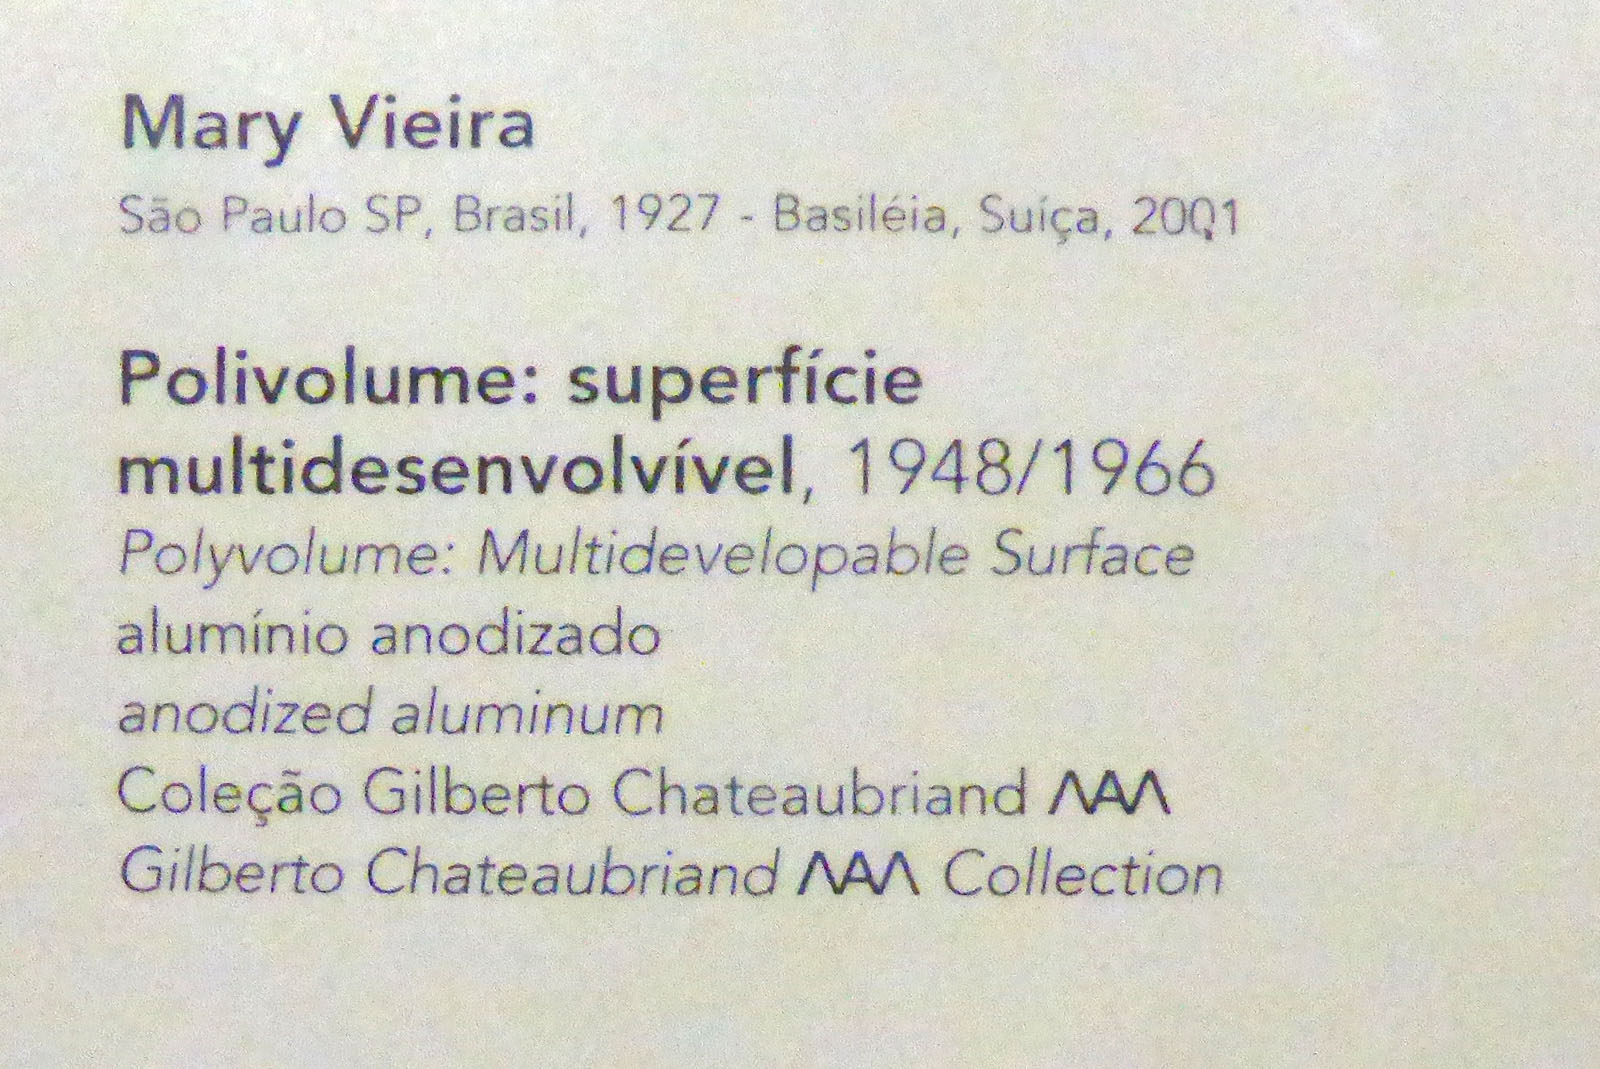 Mary Vieira
São Paulo SP, Brasil, 1927 - Basiléia, Suíça, 2001
Polivolume: superfície
multidesenvolvível, 1948/1966
Polyvolume: Multidevelopable Surface
alumínio anodizado
anodized aluminum
Coleção Gilberto Chateaubriand MAM
Gilberto Chateaubriand MAM Collection